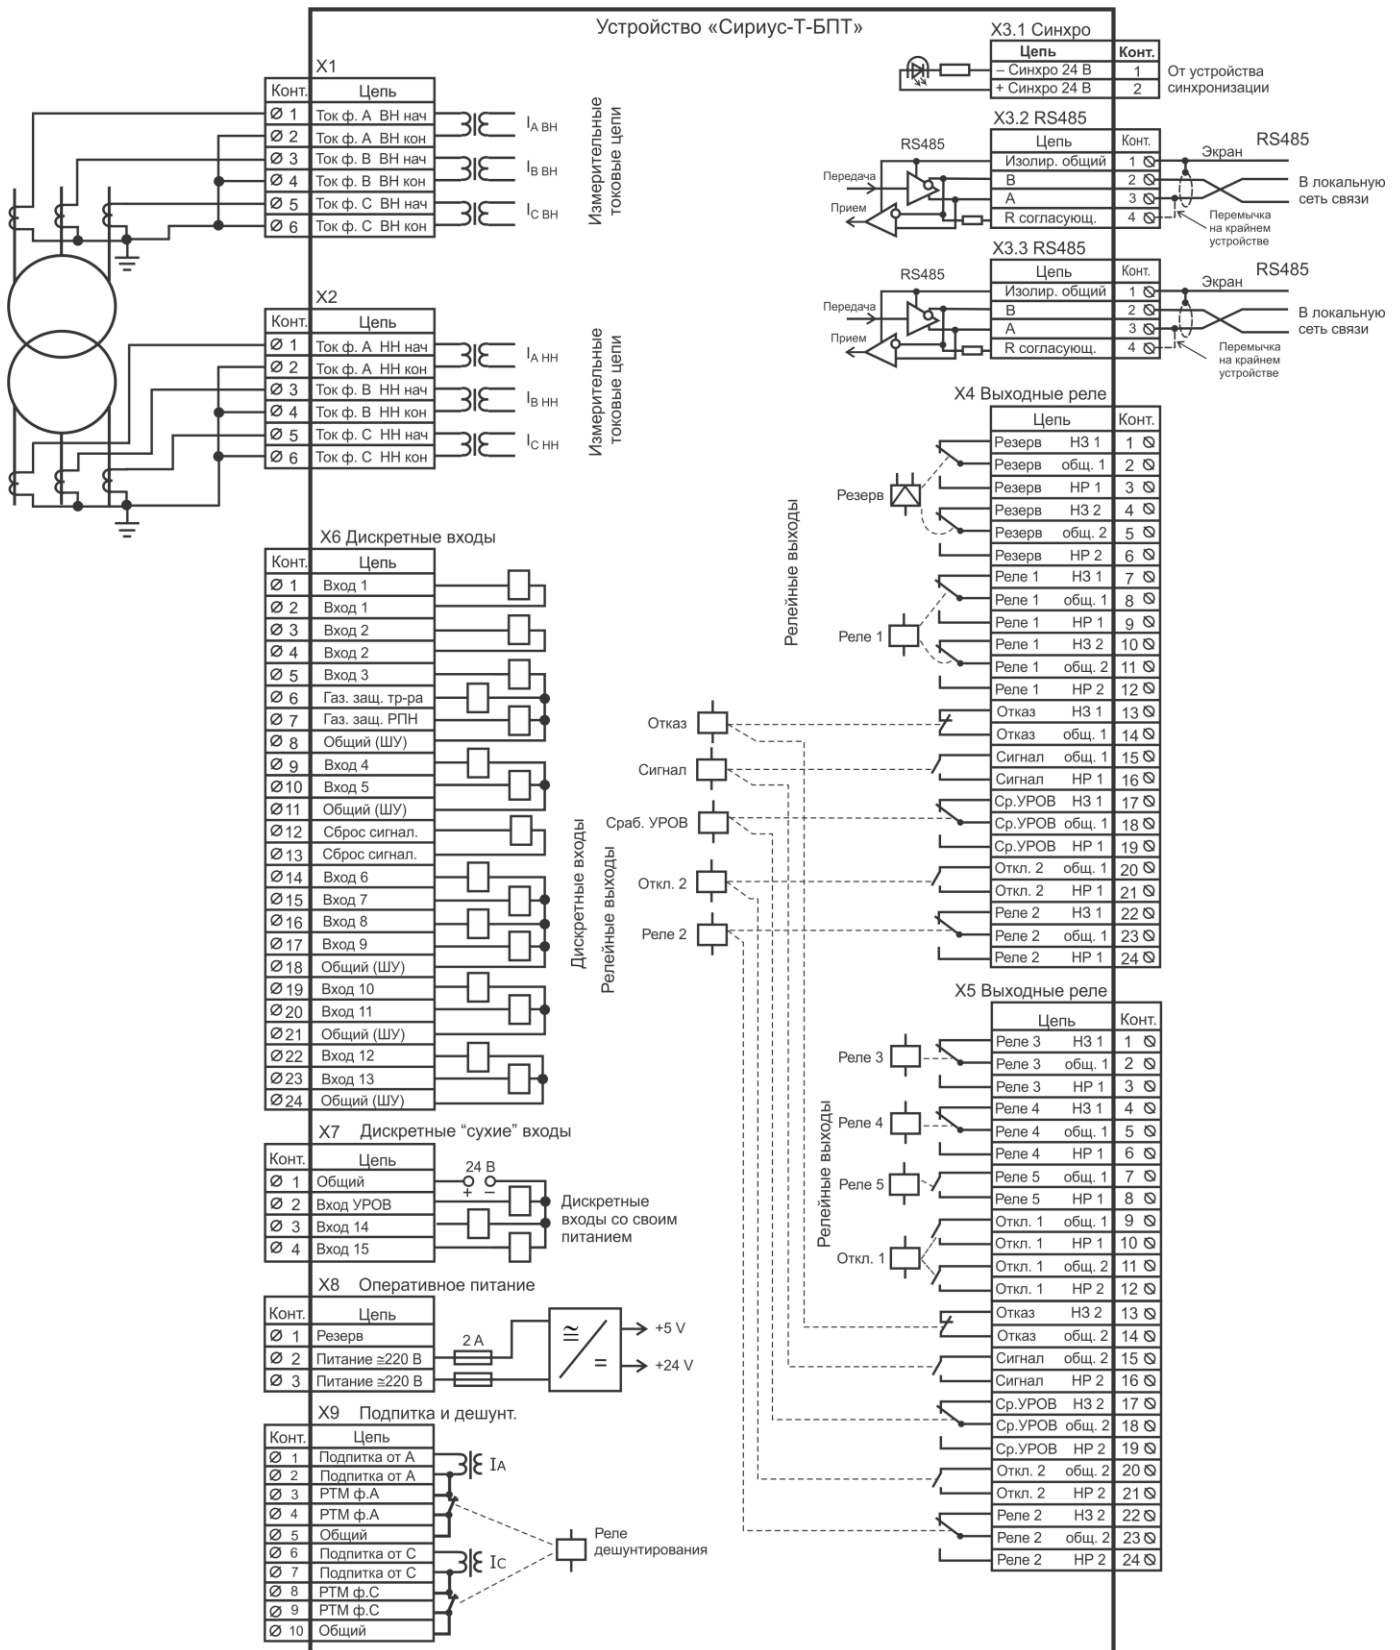 Устройство «Сириус-Т-БПТ»
X1
Конт. Цепь
1 Ток ф. А ВН нач
2 Ток ф. А ВН кон
3 Ток ф. В ВН нач
4 Ток ф. В ВН кон
5 Ток ф. С ВН нач
6 Ток ф. С ВН кон
IА ВН
IВ ВН
IС ВН
Измерительные
токовые цепи
X2
Конт. Цепь
1 Ток ф. А НН нач
2 Ток ф. А НН кон
3 Ток ф. В НН нач
4 Ток ф. В НН кон
5 Ток ф. С НН нач
6 Ток ф. С НН кон
IА НН
IВ НН
IС НН
Измерительные
токовые цепи
X6 Дискретные входы
Конт. Цепь
1 Вход 1
2 Вход 1
3 Вход 2
4 Вход 2
5 Вход 3
6 Газ. защ. тр-ра
7 Газ. защ. РПН
8 Общий (ШУ)
9 Вход 4
10 Вход 5
11 Общий (ШУ)
12 Сброс сигнал.
13 Сброс сигнал.
14 Вход 6
15 Вход 7
16 Вход 8
17 Вход 9
18 Общий (ШУ)
19 Вход 10
20 Вход 11
21 Общий (ШУ)
22 Вход 12
23 Вход 13
24 Общий (ШУ)
Дискретные входы
X7 Дискретные “сухие” входы
Конт. Цепь
1 Общий
2 Вход УРОВ
3 Вход 14
4 Вход 15
24 В
+ –
Дискретные
входы со своим
питанием
X8 Оперативное питание
Конт. Цепь
1 Резерв
2 Питание ≅220 В
3 Питание ≅220 В
2 А
≅
=
+5 V
+24 V
X9 Подпитка и дешунт.
Конт. Цепь
1 Подпитка от А
2 Подпитка от А
3 РТМ ф.А
4 РТМ ф.А
5 Общий
6 Подпитка от С
7 Подпитка от С
8 РТМ ф.С
9 РТМ ф.С
10 Общий
IА
IС
Реле
дешунтирования
X3.1 Синхро
Цепь Конт.
– Синхро 24 В 1
+ Синхро 24 В 2
От устройства
синхронизации
X3.2 RS485
Цепь Конт.
Изолир. общий 1
В 2
А 3
R согласующ. 4
RS485
Передача
Прием
Экран
RS485
В локальную
сеть связи
Перемычка
на крайнем
устройстве
X3.3 RS485
Цепь Конт.
Изолир. общий 1
В 2
А 3
R согласующ. 4
RS485
Передача
Прием
Экран
RS485
В локальную
сеть связи
Перемычка
на крайнем
устройстве
X4 Выходные реле
Цепь Конт.
Резерв НЗ 1 1
Резерв общ. 1 2
Резерв НР 1 3
Резерв НЗ 2 4
Резерв общ. 2 5
Резерв НР 2 6
Реле 1 НЗ 1 7
Реле 1 общ. 1 8
Реле 1 НР 1 9
Реле 1 НЗ 2 10
Реле 1 общ. 2 11
Реле 1 НР 2 12
Отказ НЗ 1 13
Отказ общ. 1 14
Сигнал общ. 1 15
Сигнал НР 1 16
Ср.УРОВ НЗ 1 17
Ср.УРОВ общ. 1 18
Ср.УРОВ НР 1 19
Откл. 2 общ. 1 20
Откл. 2 НР 1 21
Реле 2 НЗ 1 22
Реле 2 общ. 1 23
Реле 2 НР 1 24
Резерв
Реле 1
Релейные выходы
Отказ
Сигнал
Сраб. УРОВ
Откл. 2
Реле 2
Релейные выходы
X5 Выходные реле
Цепь Конт.
Реле 3 НЗ 1 1
Реле 3 общ. 1 2
Реле 3 НР 1 3
Реле 4 НЗ 1 4
Реле 4 общ. 1 5
Реле 4 НР 1 6
Реле 5 общ. 1 7
Реле 5 НР 1 8
Откл. 1 общ. 1 9
Откл. 1 НР 1 10
Откл. 1 общ. 2 11
Откл. 1 НР 2 12
Отказ НЗ 2 13
Отказ общ. 2 14
Сигнал общ. 2 15
Сигнал НР 2 16
Ср.УРОВ НЗ 2 17
Ср.УРОВ общ. 2 18
Ср.УРОВ НР 2 19
Откл. 2 общ. 2 20
Откл. 2 НР 2 21
Реле 2 НЗ 2 22
Реле 2 общ. 2 23
Реле 2 НР 2 24
Реле 3
Реле 4
Реле 5
Откл. 1
Релейные выходы